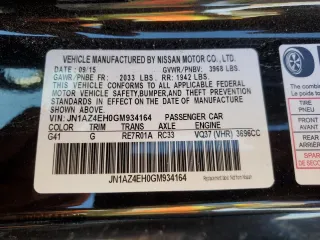 VEHICLE MANUFACTURED BY NISSAN MOTOR CO., LTD.
DATE: 09/15 GVWR/PNBV: 3968 LBS.
GAWR/PNBE FR: 2033 LBS. RR: 1942 LBS.
THIS VEHICLE CONFORMS TO ALL APPLICABLE FEDERAL
MOTOR VEHICLE SAFETY, BUMPER, AND THEFT PREVENTION
STANDARDS IN EFFECT ON THE DATE OF MANUFACTURE
SHOWN ABOVE.
VIN: JN1AZ4EH0GM934164 PASSENGER CAR
COLOR TRIM TRANS AXLE ENGINE
G41 G RE7R01A RC33 VQ37 (VHR) 3696CC
JN1AZ4EH0GM934164